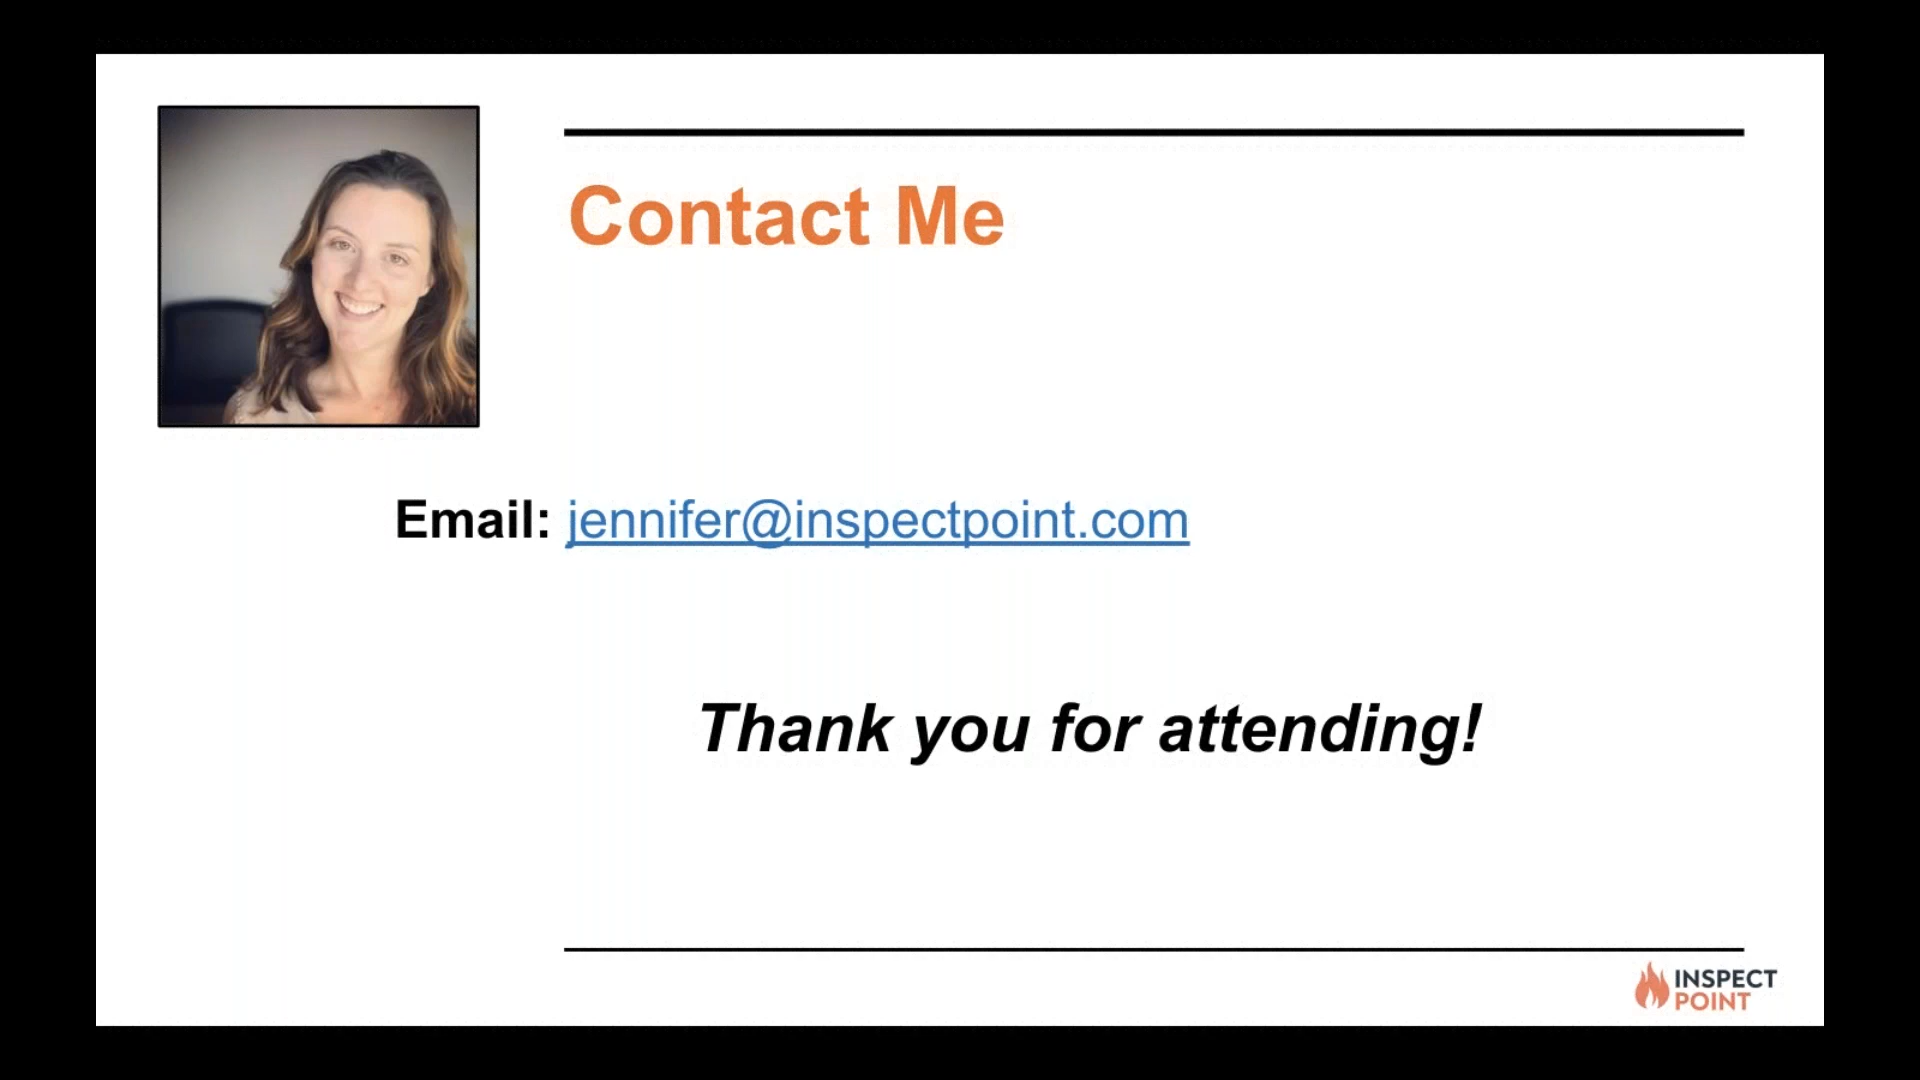 Contact Me
Email: jennifer@inspectpoint.com
Thank you for attending!
INSPECT
POINT